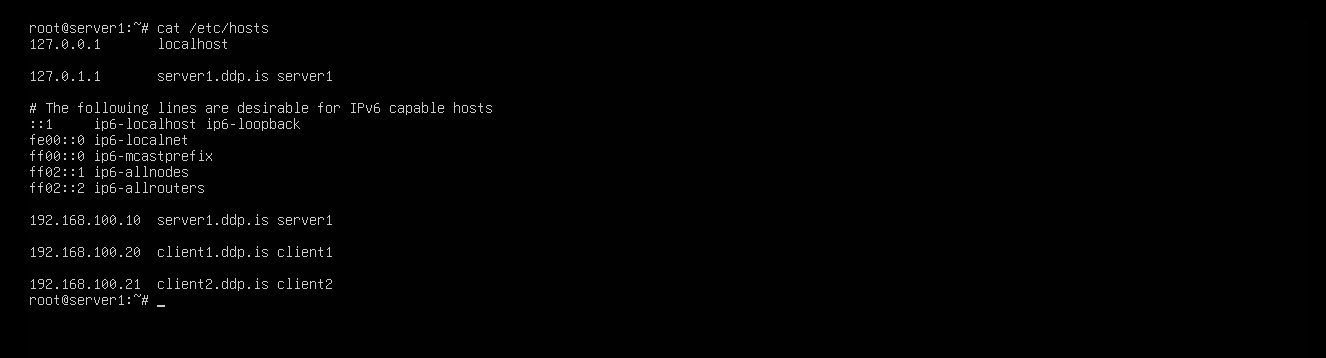 root@server1:~# cat /etc/hosts
127.0.0.1       localhost
127.0.1.1       server1.ddp.is server1
# The following lines are desirable for IPv6 capable hosts
::1     ip6-localhost ip6-loopback
fe00::0 ip6-localnet
ff00::0 ip6-mcastprefix
ff02::1 ip6-allnodes
ff02::2 ip6-allrouters
192.168.100.10  server1.ddp.is server1
192.168.100.20  client1.ddp.is client1
192.168.100.21  client2.ddp.is client2
root@server1:~# _